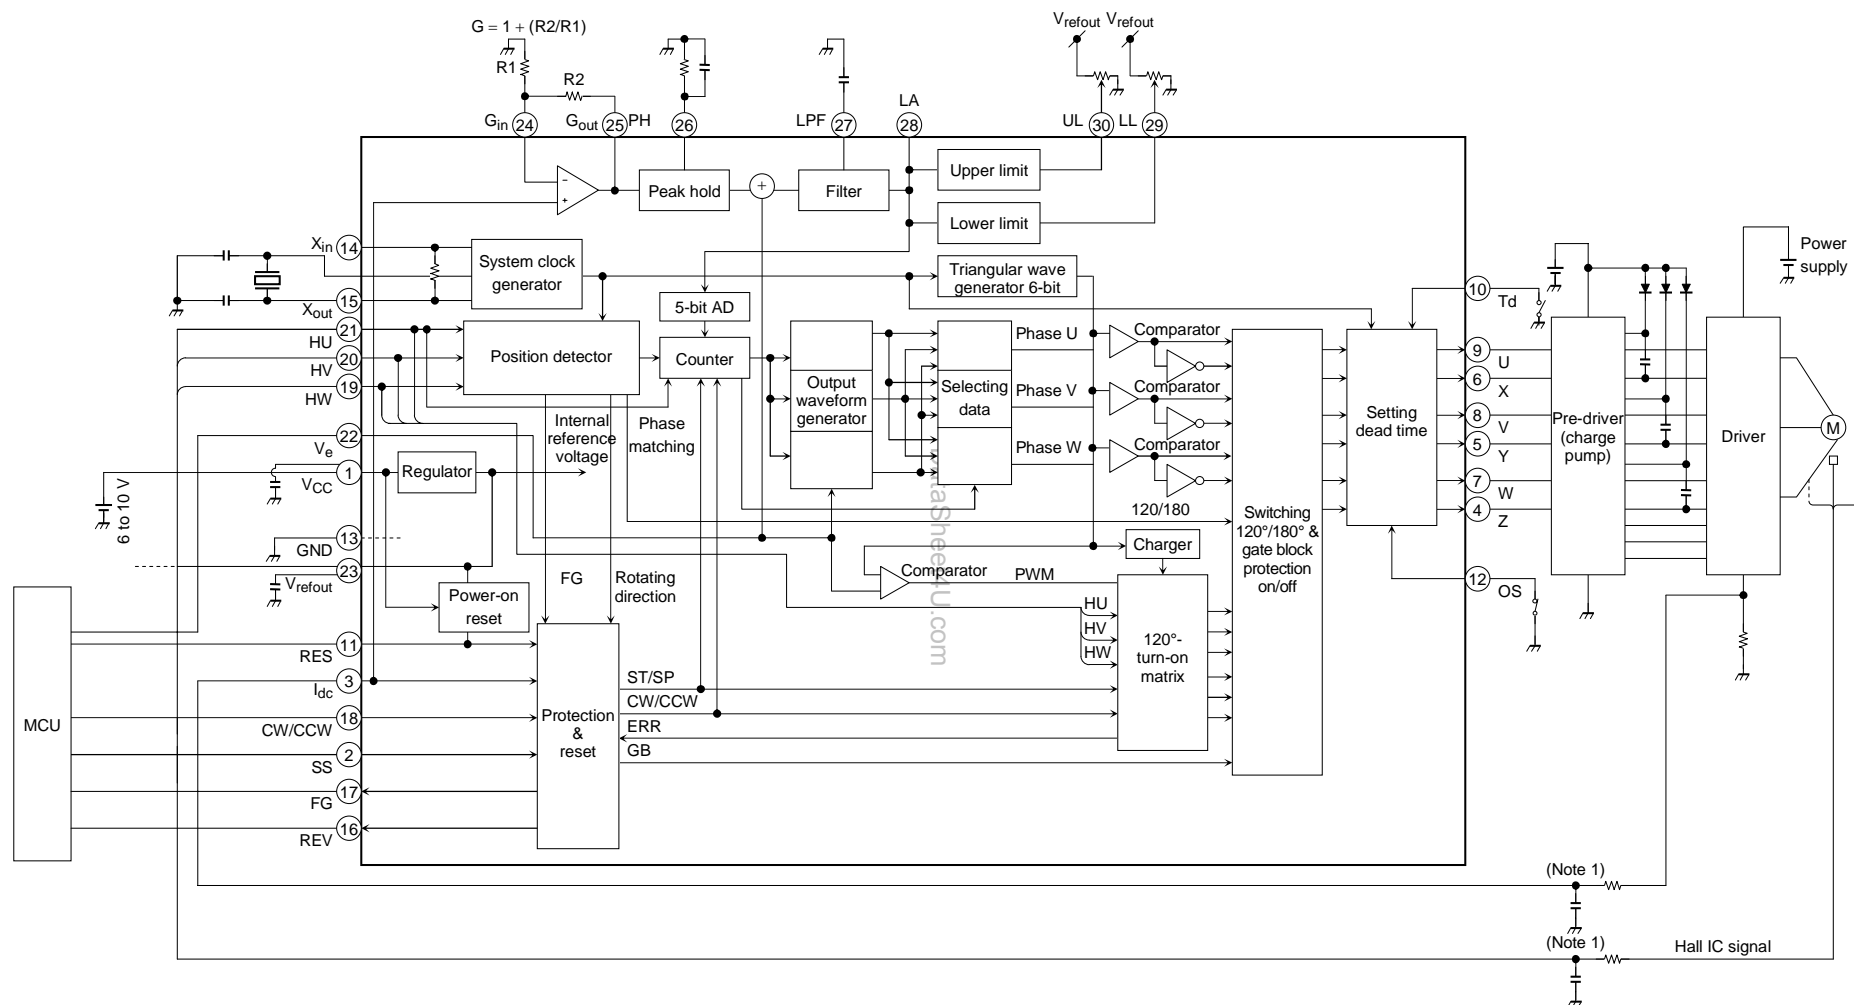 G = 1 + (R2/R1)
Vrefout Vrefout
R1
R2
LA
Gin 24 Gout 25 PH 26 LPF 27 28 UL 30 LL 29
Upper limit
Peak hold
+
Filter
−
+
Lower limit
Xin 14
System clock
generator
Triangular wave
generator 6-bit
Xout 15
5-bit AD
10
Td
Power
supply
21
HU
20
HV
19
HW
Position detector
Counter
Output
waveform
generator
Selecting
data
Phase U
Phase V
Phase W
Comparator
Comparator
Comparator
Internal
reference
voltage
Phase
matching
22
Ve
1
VCC
Regulator
6 to 10 V
13
GND
23
Vrefout
Setting
dead time
9
U
6
X
8
V
5
Y
7
W
4
Z
Pre-driver
(charge
pump)
Driver
M
120/180
Switching
120°/180° &
gate block
protection
on/off
Charger
Comparator
PWM
12
OS
FG
Rotating
direction
Power-on
reset
HU
HV
HW
120°-
turn-on
matrix
MCU
11
RES
3
Idc
18
CW/CCW
2
SS
17
FG
16
REV
Protection
&
reset
ST/SP
CW/CCW
ERR
GB
taSheet4U.com
(Note 1)
(Note 1)
Hall IC signal